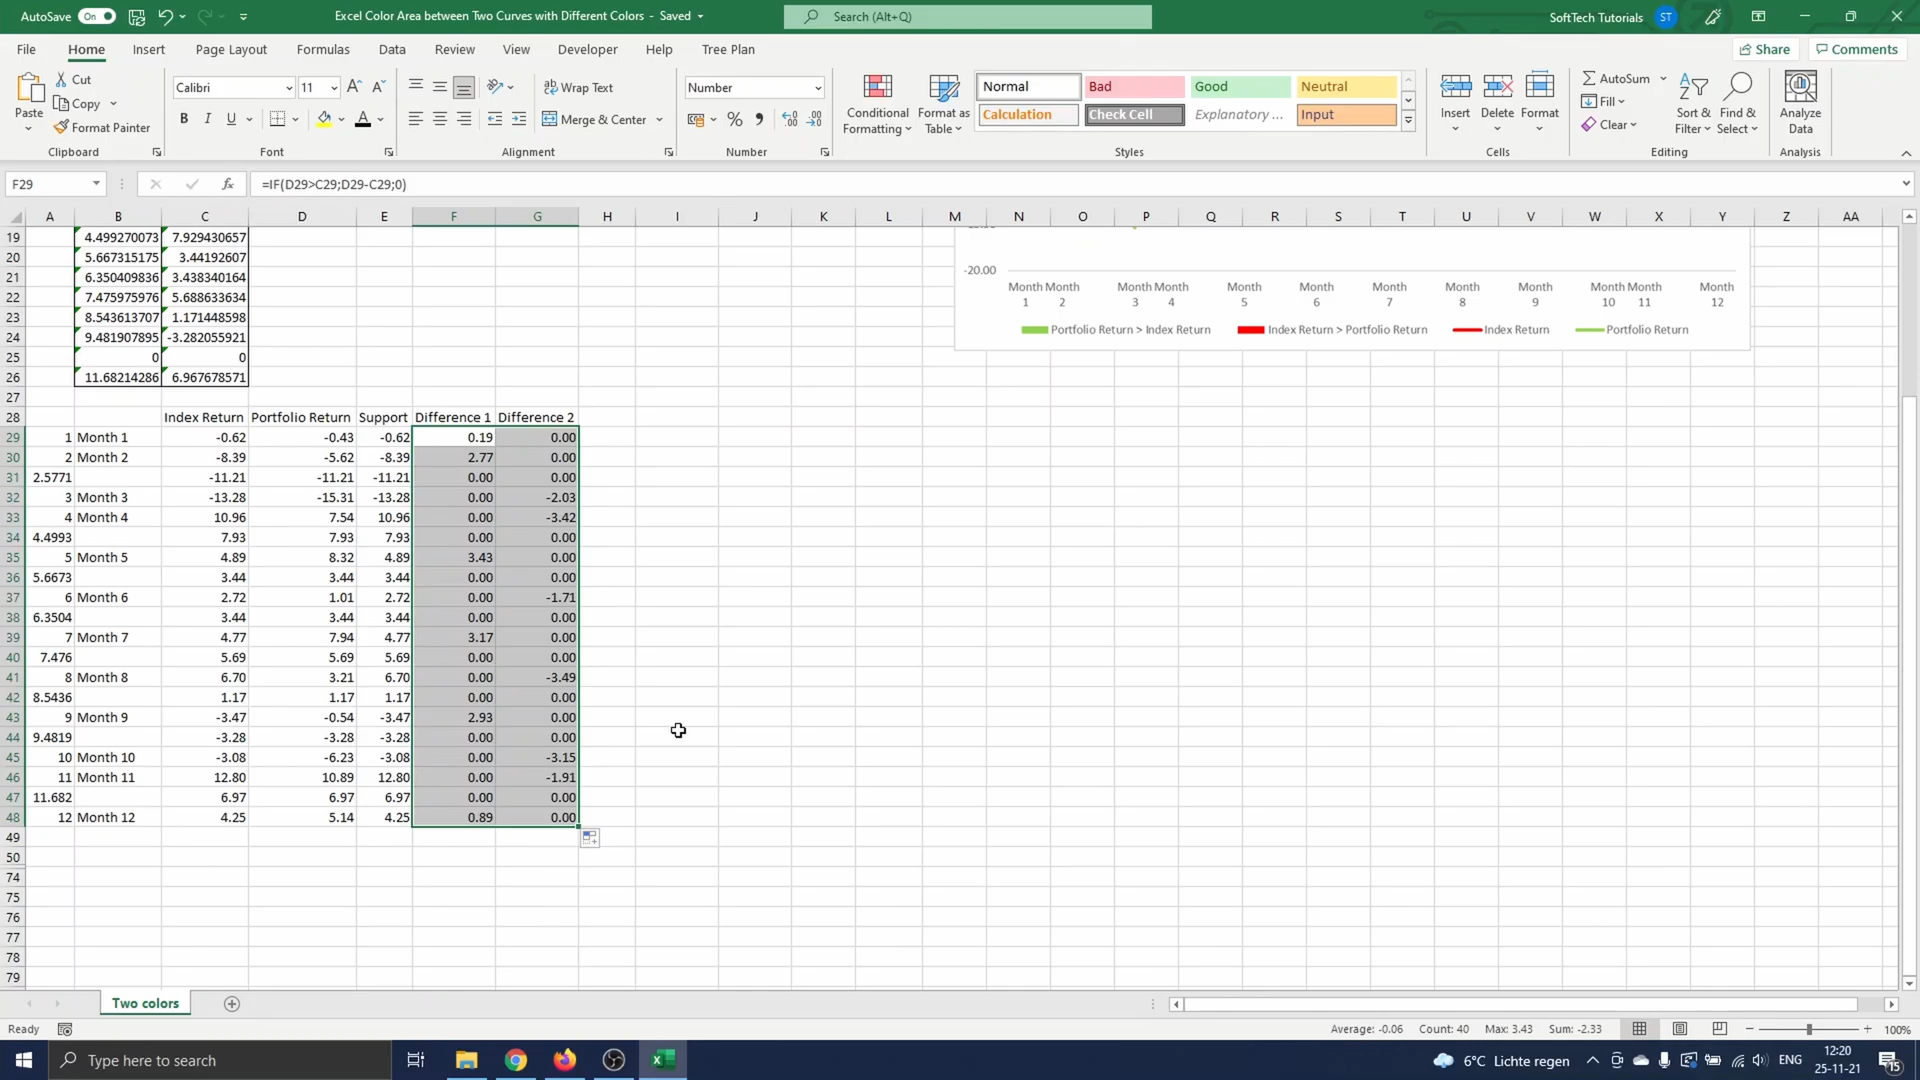 AutoSave On Excel Color Area between Two Curves with Different Colors - Saved Search (Alt+Q) SoftTech Tutorials ST
File Home Insert Page Layout Formulas Data Review View Developer Help Tree Plan Share Comments
Cut Calibri 11 Wrap Text Number Normal Bad Good Neutral AutoSum
Paste Copy Conditional Formatting Format as Table Insert Delete Format Fill Sort & Filter Find & Select Analyze Data
Format Painter B I U A Merge & Center % Calculation Check Cell Explanatory ... Input Clear
Clipboard Font Alignment Number Styles Cells Editing Analysis
F29 fx =IF(D29>C29;D29-C29;0)
A B C D E F G H I J K L M N O P Q R S T U V W X Y Z AA
19 4.499270073 7.929430657
20 5.667315175 3.44192607
21 6.350409836 3.438340164
22 7.475975976 5.688633634
23 8.543613707 1.171448598
24 9.481907895 -3.282055921
25 0 0
26 11.68214286 6.967678571
27
28 Index Return Portfolio Return Support Difference 1 Difference 2
29 1 Month 1 -0.62 -0.43 -0.62 0.19 0.00
30 2 Month 2 -8.39 -5.62 -8.39 2.77 0.00
31 2.5771 -11.21 -11.21 -11.21 0.00 0.00
32 3 Month 3 -13.28 -15.31 -13.28 0.00 -2.03
33 4 Month 4 10.96 7.54 10.96 0.00 -3.42
34 4.4993 7.93 7.93 7.93 0.00 0.00
35 5 Month 5 4.89 8.32 4.89 3.43 0.00
36 5.6673 3.44 3.44 3.44 0.00 0.00
37 6 Month 6 2.72 1.01 2.72 0.00 -1.71
38 6.3504 3.44 3.44 3.44 0.00 0.00
39 7 Month 7 4.77 7.94 4.77 3.17 0.00
40 7.476 5.69 5.69 5.69 0.00 0.00
41 8 Month 8 6.70 3.21 6.70 0.00 -3.49
42 8.5436 1.17 1.17 1.17 0.00 0.00
43 9 Month 9 -3.47 -0.54 -3.47 2.93 0.00
44 9.4819 -3.28 -3.28 -3.28 0.00 0.00
45 10 Month 10 -3.08 -6.23 -3.08 0.00 -3.15
46 11 Month 11 12.80 10.89 12.80 0.00 -1.91
47 11.682 6.97 6.97 6.97 0.00 0.00
48 12 Month 12 4.25 5.14 4.25 0.89 0.00
49
50
74
75
76
77
78
79
-20.00
Month Month Month Month Month Month Month Month Month Month Month Month
1 2 3 4 5 6 7 8 9 10 11 12
Portfolio Return > Index Return Index Return > Portfolio Return Index Return Portfolio Return
Two colors
Ready Average: -0.06 Count: 40 Max: 3.43 Sum: -2.33 100%
Type here to search 6°C Lichte regen ENG 12:20
25-11-21 15